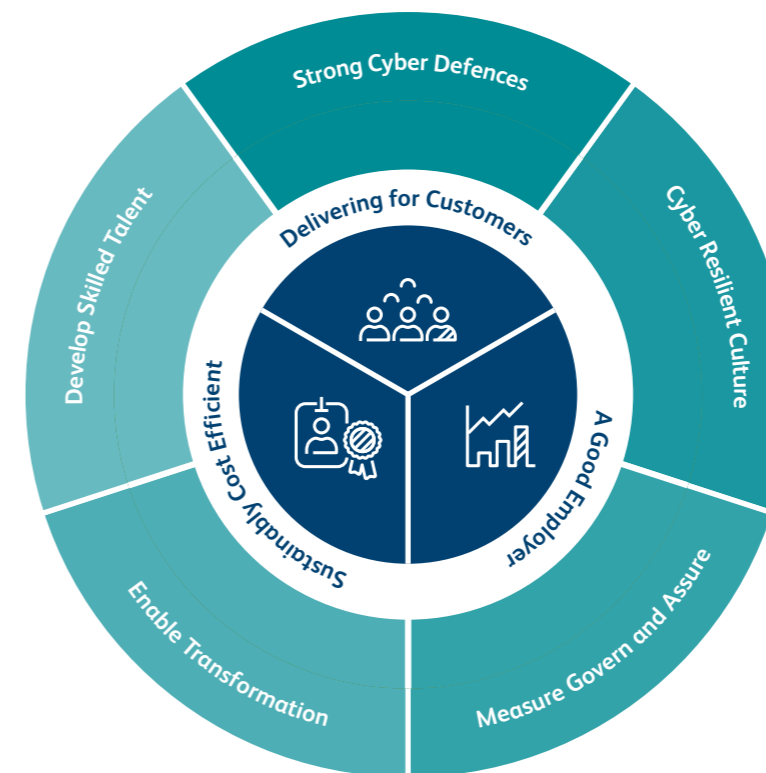 Strong Cyber Defences
Cyber Resilient Culture
Measure Govern and Assure
Enable Transformation
Develop Skilled Talent
Delivering for Customers
A Good Employer
Sustainably Cost Efficient